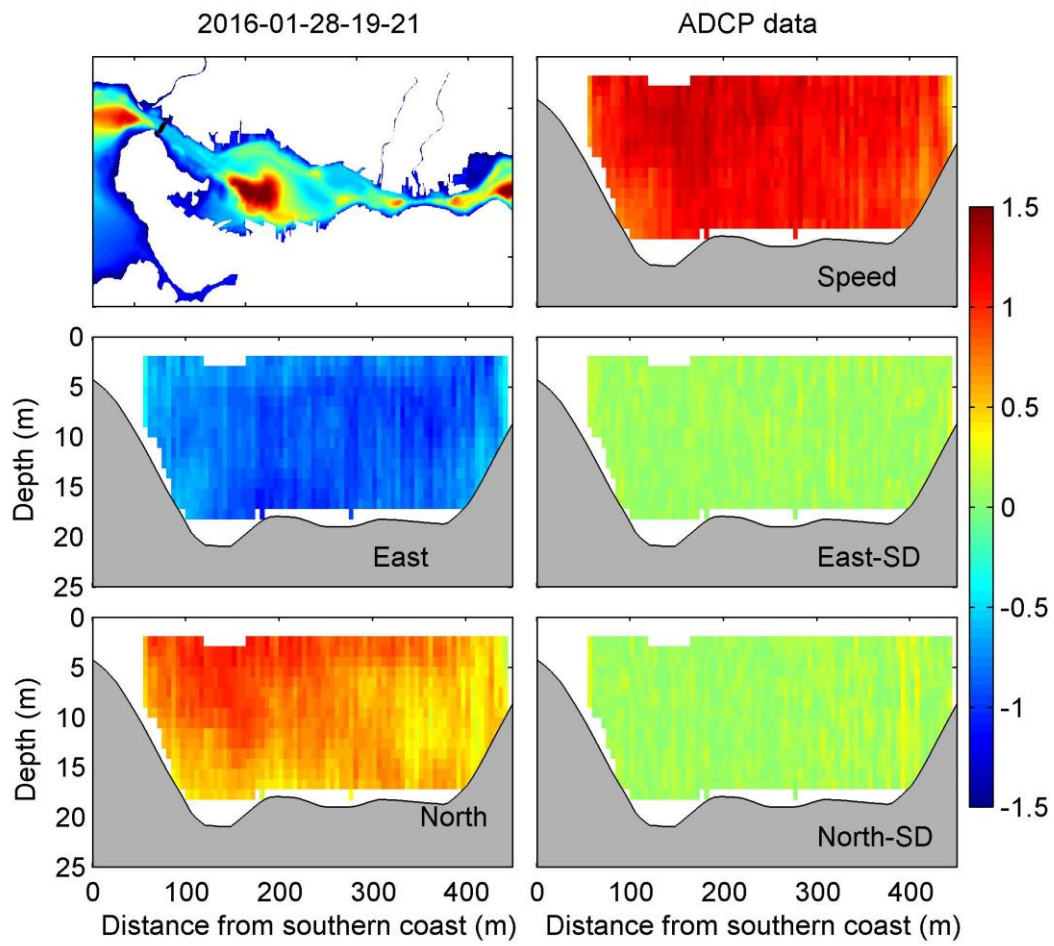 2016-01-28-19-21
ADCP data
Speed
1.5
1
0.5
0
-0.5
-1
-1.5
0
5
10
15
20
25
Depth (m)
East
East-SD
0
5
10
15
20
25
Depth (m)
North
North-SD
0 100 200 300 400
0 100 200 300 400
Distance from southern coast (m)
Distance from southern coast (m)